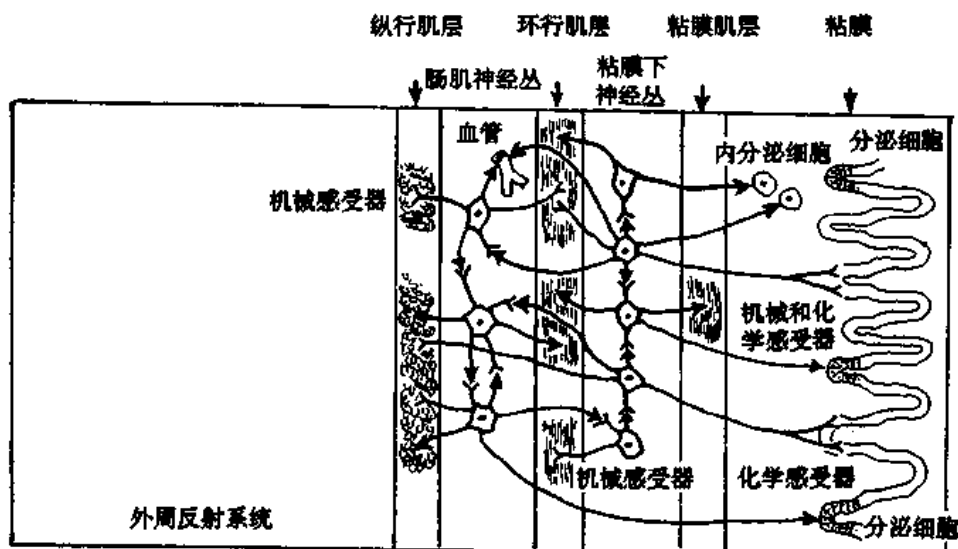 纵行肌层 环行肌层 粘膜肌层 粘膜
肠肌神经丛 粘膜下
神经丛
血管 内分泌细胞 分泌细胞
机械感受器
机械和化
学感受器
机械感受器 化学感受器
外周反射系统 分泌细胞